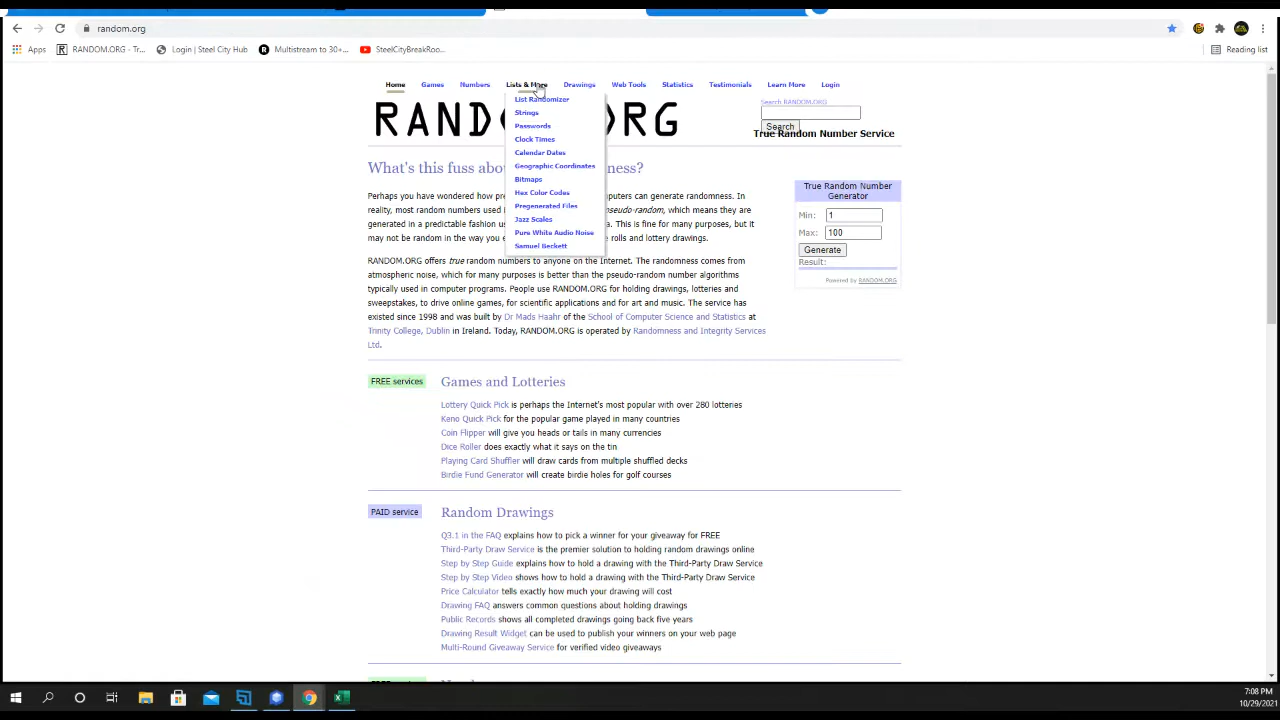 random.org
Apps
RANDOM.ORG - Tr...
Login | Steel City Hub
Multistream to 30+...
SteelCityBreakRoo...
Reading list
Home
Games
Numbers
Lists & More
Drawings
Web Tools
Statistics
Testimonials
Learn More
Login
List Randomizer
Strings
Passwords
Clock Times
Calendar Dates
Geographic Coordinates
Bitmaps
Hex Color Codes
Pregenerated Files
Jazz Scales
Pure White Audio Noise
Samuel Beckett
Search RANDOM.ORG
Search
True Random Number Service
What's this fuss abou ness?
Perhaps you have wondered how pre puters can generate randomness. In
reality, most random numbers used pseudo-random, which means they are
generated in a predictable fashion us This is fine for many purposes, but it
may not be random in the way you e rolls and lottery drawings.
RANDOM.ORG offers true random numbers to anyone on the Internet. The randomness comes from
atmospheric noise, which for many purposes is better than the pseudo-random number algorithms
typically used in computer programs. People use RANDOM.ORG for holding drawings, lotteries and
sweepstakes, to drive online games, for scientific applications and for art and music. The service has
existed since 1998 and was built by Dr Mads Haahr of the School of Computer Science and Statistics at
Trinity College, Dublin in Ireland. Today, RANDOM.ORG is operated by Randomness and Integrity Services
Ltd.
True Random Number
Generator
Min: 1
Max: 100
Generate
Result:
Powered by RANDOM.ORG
FREE services
Games and Lotteries
Lottery Quick Pick is perhaps the Internet's most popular with over 280 lotteries
Keno Quick Pick for the popular game played in many countries
Coin Flipper will give you heads or tails in many currencies
Dice Roller does exactly what it says on the tin
Playing Card Shuffler will draw cards from multiple shuffled decks
Birdie Fund Generator will create birdie holes for golf courses
PAID service
Random Drawings
Q3.1 in the FAQ explains how to pick a winner for your giveaway for FREE
Third-Party Draw Service is the premier solution to holding random drawings online
Step by Step Guide explains how to hold a drawing with the Third-Party Draw Service
Step by Step Video shows how to hold a drawing with the Third-Party Draw Service
Price Calculator tells exactly how much your drawing will cost
Drawing FAQ answers common questions about holding drawings
Public Records shows all completed drawings going back five years
Drawing Result Widget can be used to publish your winners on your web page
Multi-Round Giveaway Service for verified video giveaways
7:08 PM
10/29/2021